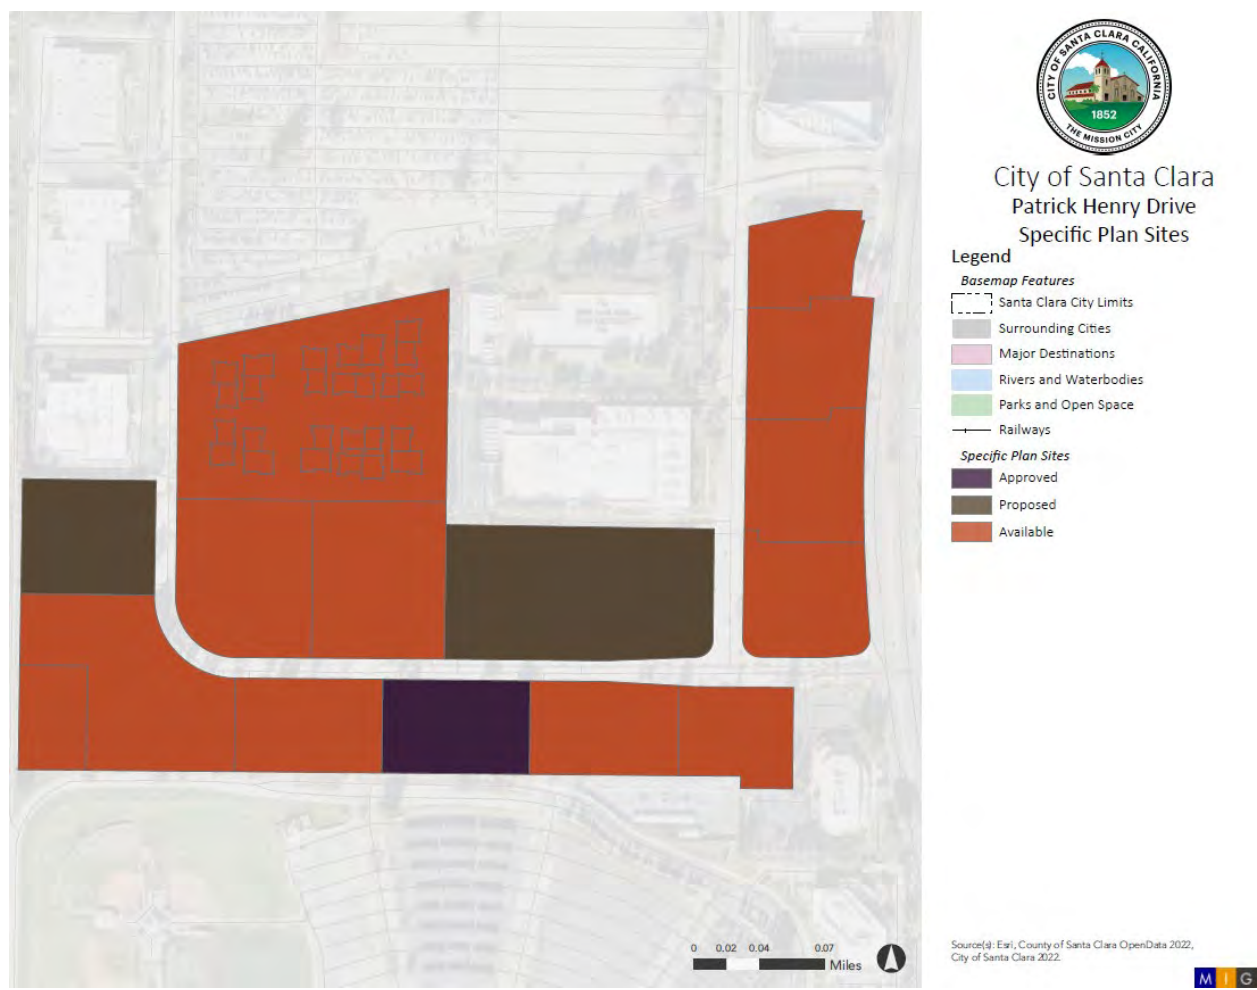 CITY OF SANTA CLARA CALIFORNIA
1852
THE MISSION CITY
City of Santa Clara
Patrick Henry Drive
Specific Plan Sites
Legend
Basemap Features
Santa Clara City Limits
Surrounding Cities
Major Destinations
Rivers and Waterbodies
Parks and Open Space
Railways
Specific Plan Sites
Approved
Proposed
Available
0 0.02 0.04 0.07
Miles
Source(s): Esri, County of Santa Clara OpenData 2022,
City of Santa Clara 2022.
M I G